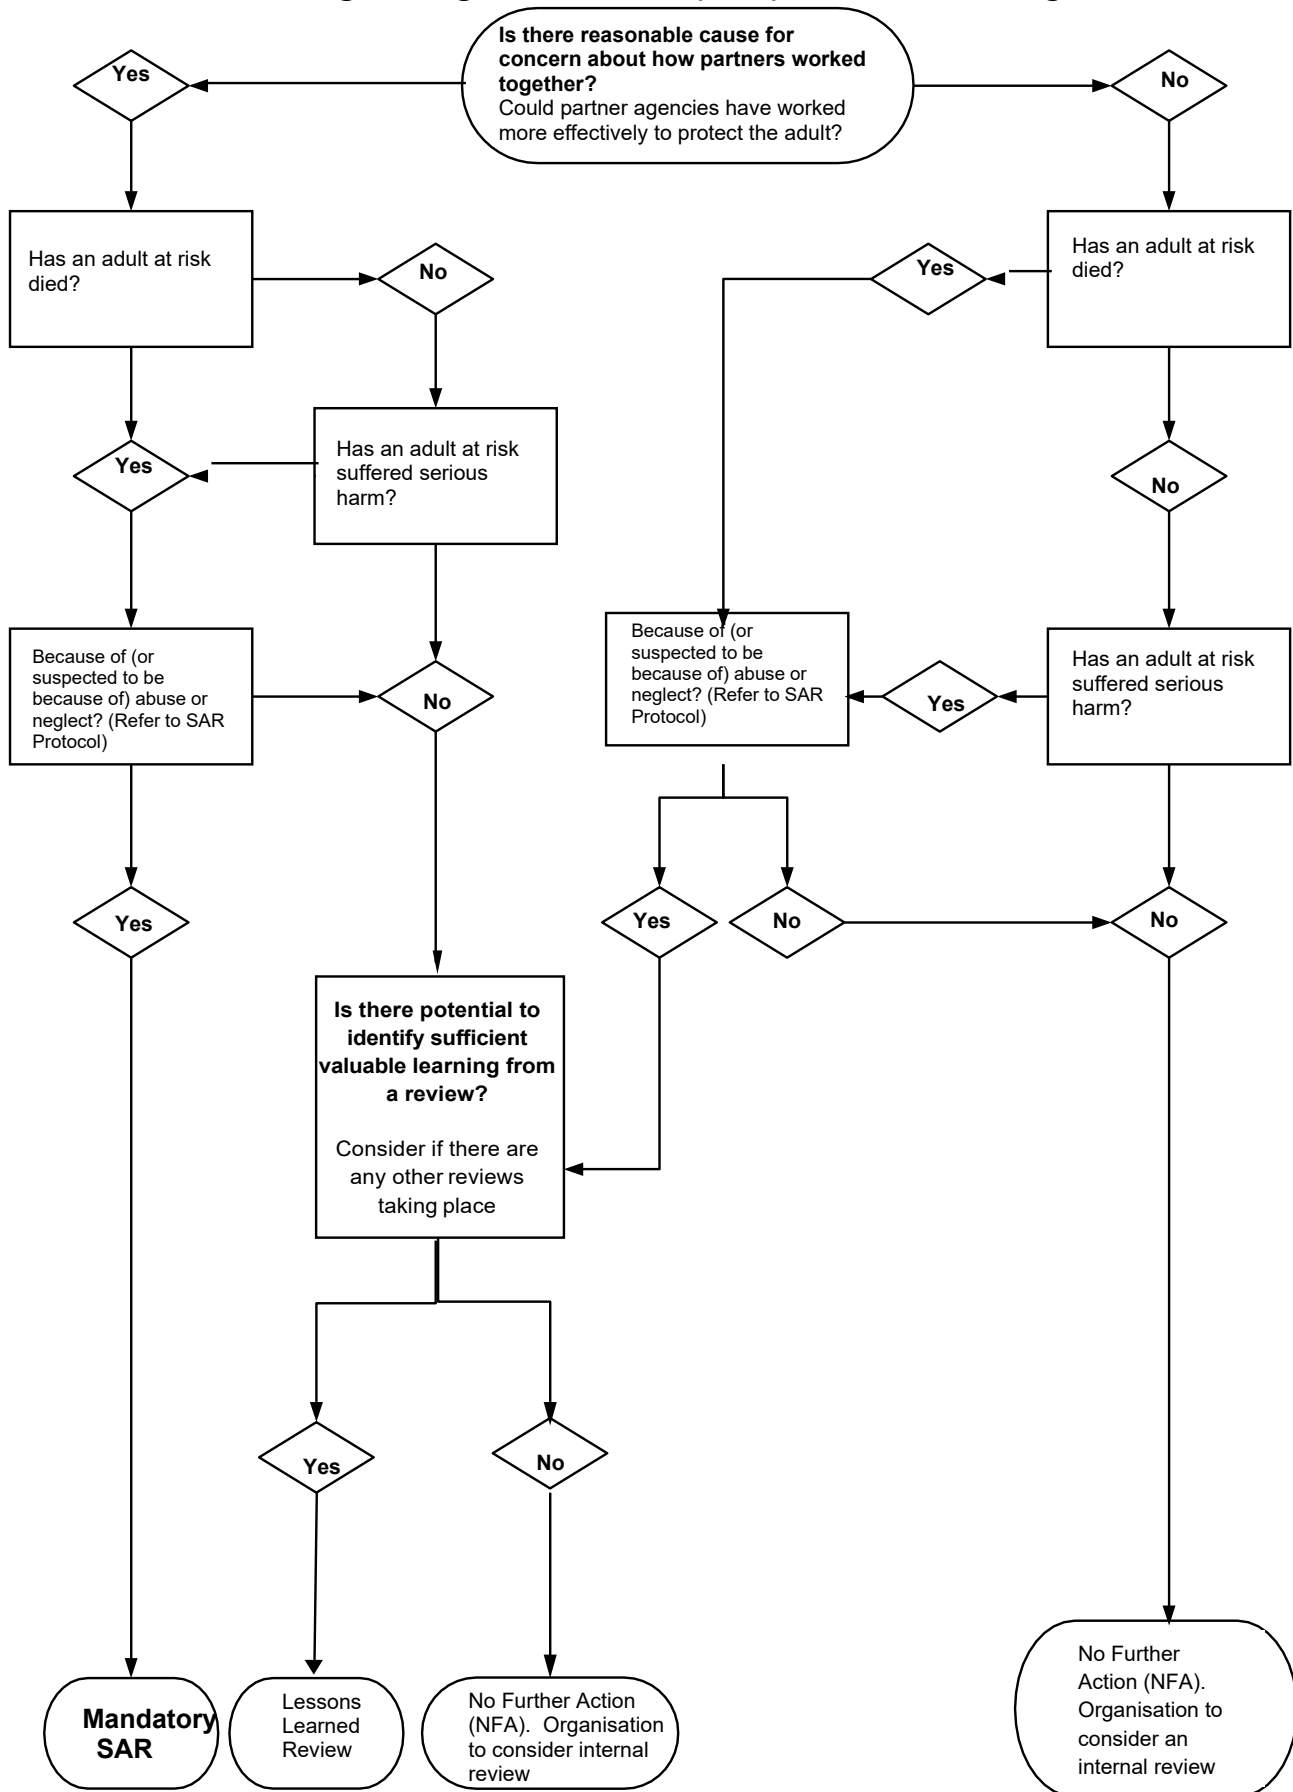 Is there reasonable cause for
concern about how partners worked
together?
Could partner agencies have worked
more effectively to protect the adult?
Yes
No
Has an adult at risk
died?
No
Yes
Has an adult at risk
died?
Has an adult at risk
suffered serious
harm?
Yes
No
Because of (or
suspected to be
because of) abuse or
neglect? (Refer to SAR
Protocol)
No
Because of (or
suspected to be
because of) abuse or
neglect? (Refer to SAR
Protocol)
Yes
Has an adult at risk
suffered serious
harm?
Yes
Yes
No
No
Is there potential to
identify sufficient
valuable learning from
a review?
Consider if there are
any other reviews
taking place
Yes
No
Mandatory
SAR
Lessons
Learned
Review
No Further Action
(NFA). Organisation
to consider internal
review
No Further
Action (NFA).
Organisation to
consider an
internal review